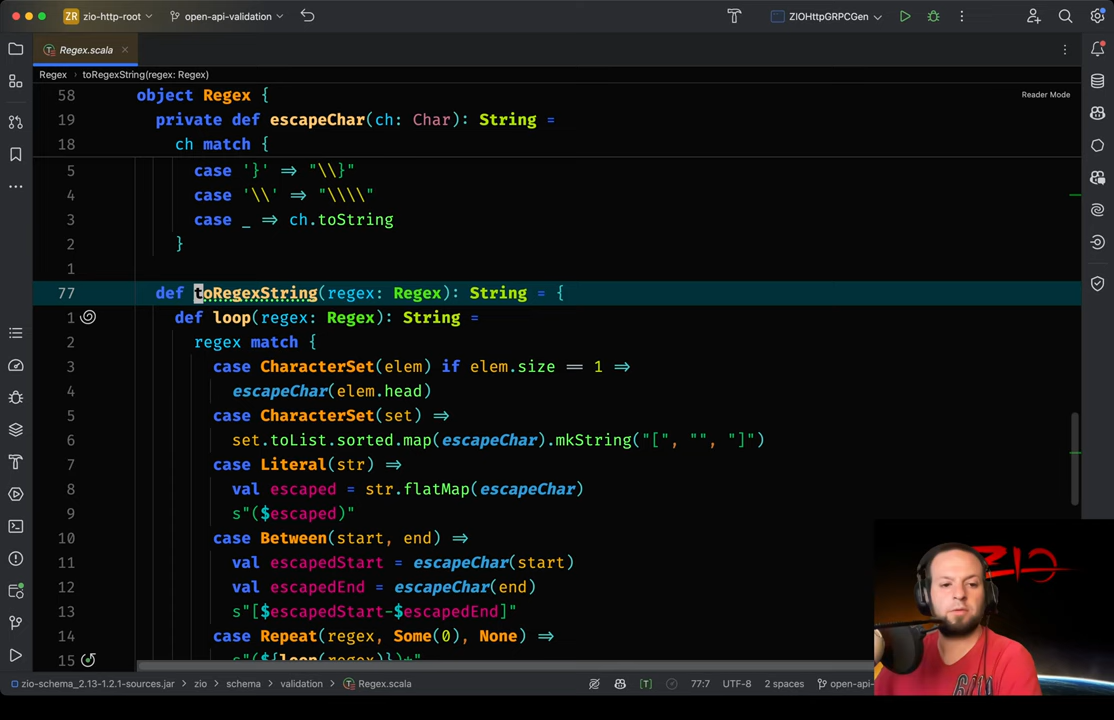 ZR zio-http-root open-api-validation ZIOHttpGRPCGen
Regex.scala
Regex › toRegexString(regex: Regex)
58 object Regex {
Reader Mode
19 private def escapeChar(ch: Char): String =
18 ch match {
5 case '}' => "\\}"
4 case '\\' => "\\\\"
3 case _ => ch.toString
2 }
1
77 def toRegexString(regex: Regex): String = {
1 def loop(regex: Regex): String =
2 regex match {
3 case CharacterSet(elem) if elem.size == 1 =>
4 escapeChar(elem.head)
5 case CharacterSet(set) =>
6 set.toList.sorted.map(escapeChar).mkString("[", "", "]")
7 case Literal(str) =>
8 val escaped = str.flatMap(escapeChar)
9 s"($escaped)"
10 case Between(start, end) =>
11 val escapedStart = escapeChar(start)
12 val escapedEnd = escapeChar(end)
13 s"[$escapedStart-$escapedEnd]"
14 case Repeat(regex, Some(0), None) =>
15 s"(${loop(regex)})*"
ZIO
zio-schema_2.13-1.2.1-sources.jar › zio › schema › validation › Regex.scala 77:7 UTF-8 2 spaces open-api-